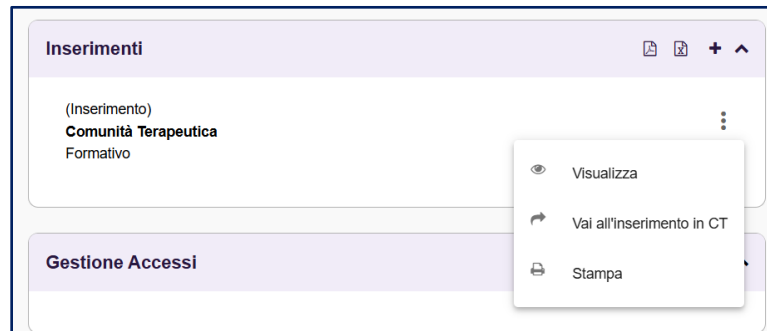 Inserimenti
(Inserimento)
Comunità Terapeutica
Formativo
Visualizza
Vai all'inserimento in CT
Stampa
Gestione Accessi